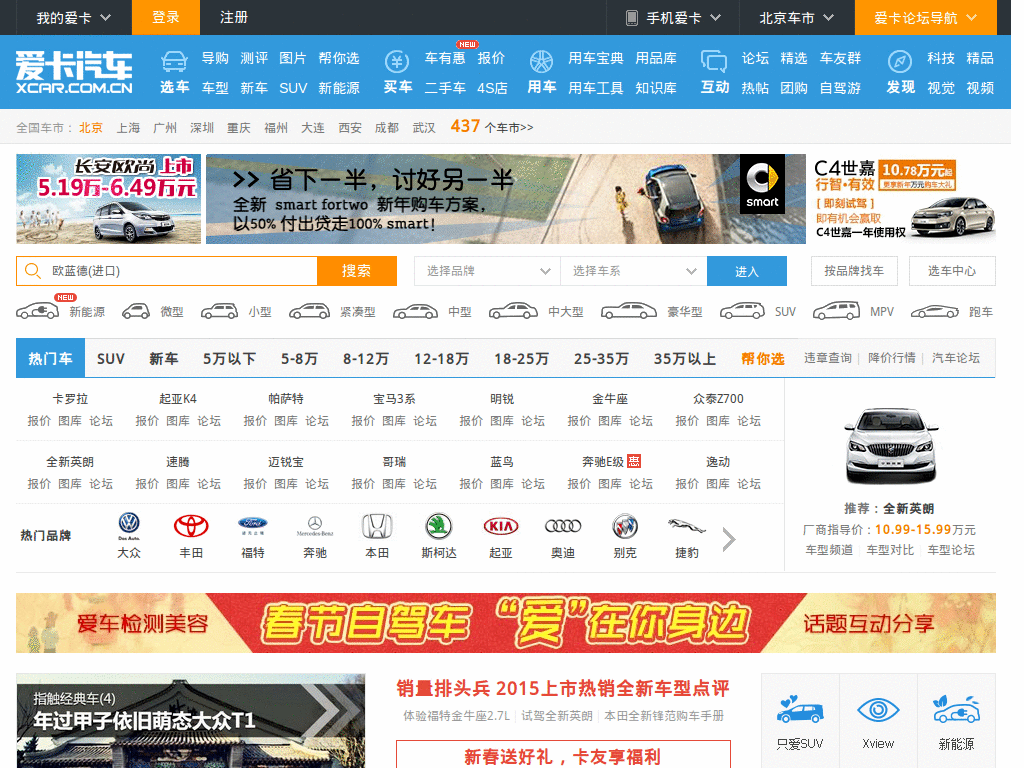 我的爱卡 登录 注册 手机爱卡 北京车市 爱卡论坛导航
爱卡汽车 XCAR.COM.CN
选车 导购 测评 图片 帮你选
车型 新车 SUV 新能源
买车 车有惠 NEW 报价
二手车 4S店
用车 用车宝典 用品库
用车工具 知识库
互动 论坛 精选 车友群
热帖 团购 自驾游
发现 科技 精品
视觉 视频
全国车市： 北京 上海 广州 深圳 重庆 福州 大连 西安 成都 武汉 437 个车市>>
长安欧尚 上市
5.19万-6.49万元
>> 省下一半，讨好另一半
全新 smart fortwo 新年购车方案，
以50% 付出贷走100% smart！
smart
C4世嘉 10.78万元起
行智·有效 更享新年万元购车大礼
[ 即刻试驾 ]
即有机会赢取
C4世嘉一年使用权
欧蓝德(进口) 搜索 选择品牌 选择车系 进入 按品牌找车 选车中心
NEW 新能源 微型 小型 紧凑型 中型 中大型 豪华型 SUV MPV 跑车
热门车 SUV 新车 5万以下 5-8万 8-12万 12-18万 18-25万 25-35万 35万以上 帮你选 违章查询 | 降价行情 | 汽车论坛
卡罗拉 起亚K4 帕萨特 宝马3系 明锐 金牛座 众泰Z700
报价 图库 论坛 报价 图库 论坛 报价 图库 论坛 报价 图库 论坛 报价 图库 论坛 报价 图库 论坛 报价 图库 论坛
全新英朗 速腾 迈锐宝 哥瑞 蓝鸟 奔驰E级 惠 逸动
报价 图库 论坛 报价 图库 论坛 报价 图库 论坛 报价 图库 论坛 报价 图库 论坛 报价 图库 论坛 报价 图库 论坛
热门品牌 大众 丰田 福特 奔驰 本田 斯柯达 起亚 奥迪 别克 捷豹
Das Auto Ford Mercedes-Benz KIA
推荐：全新英朗
厂商指导价：10.99-15.99万元
车型频道 | 车型对比 | 车型论坛
爱车检测美容 春节自驾车 “爱”在你身边 话题互动分享
指触经典车(4)
年过甲子依旧萌态大众T1
销量排头兵 2015上市热销全新车型点评
体验福特金牛座2.7L | 试驾全新英朗 | 本田全新锋范购车手册
新春送好礼，卡友享福利
只爱SUV Xview 新能源